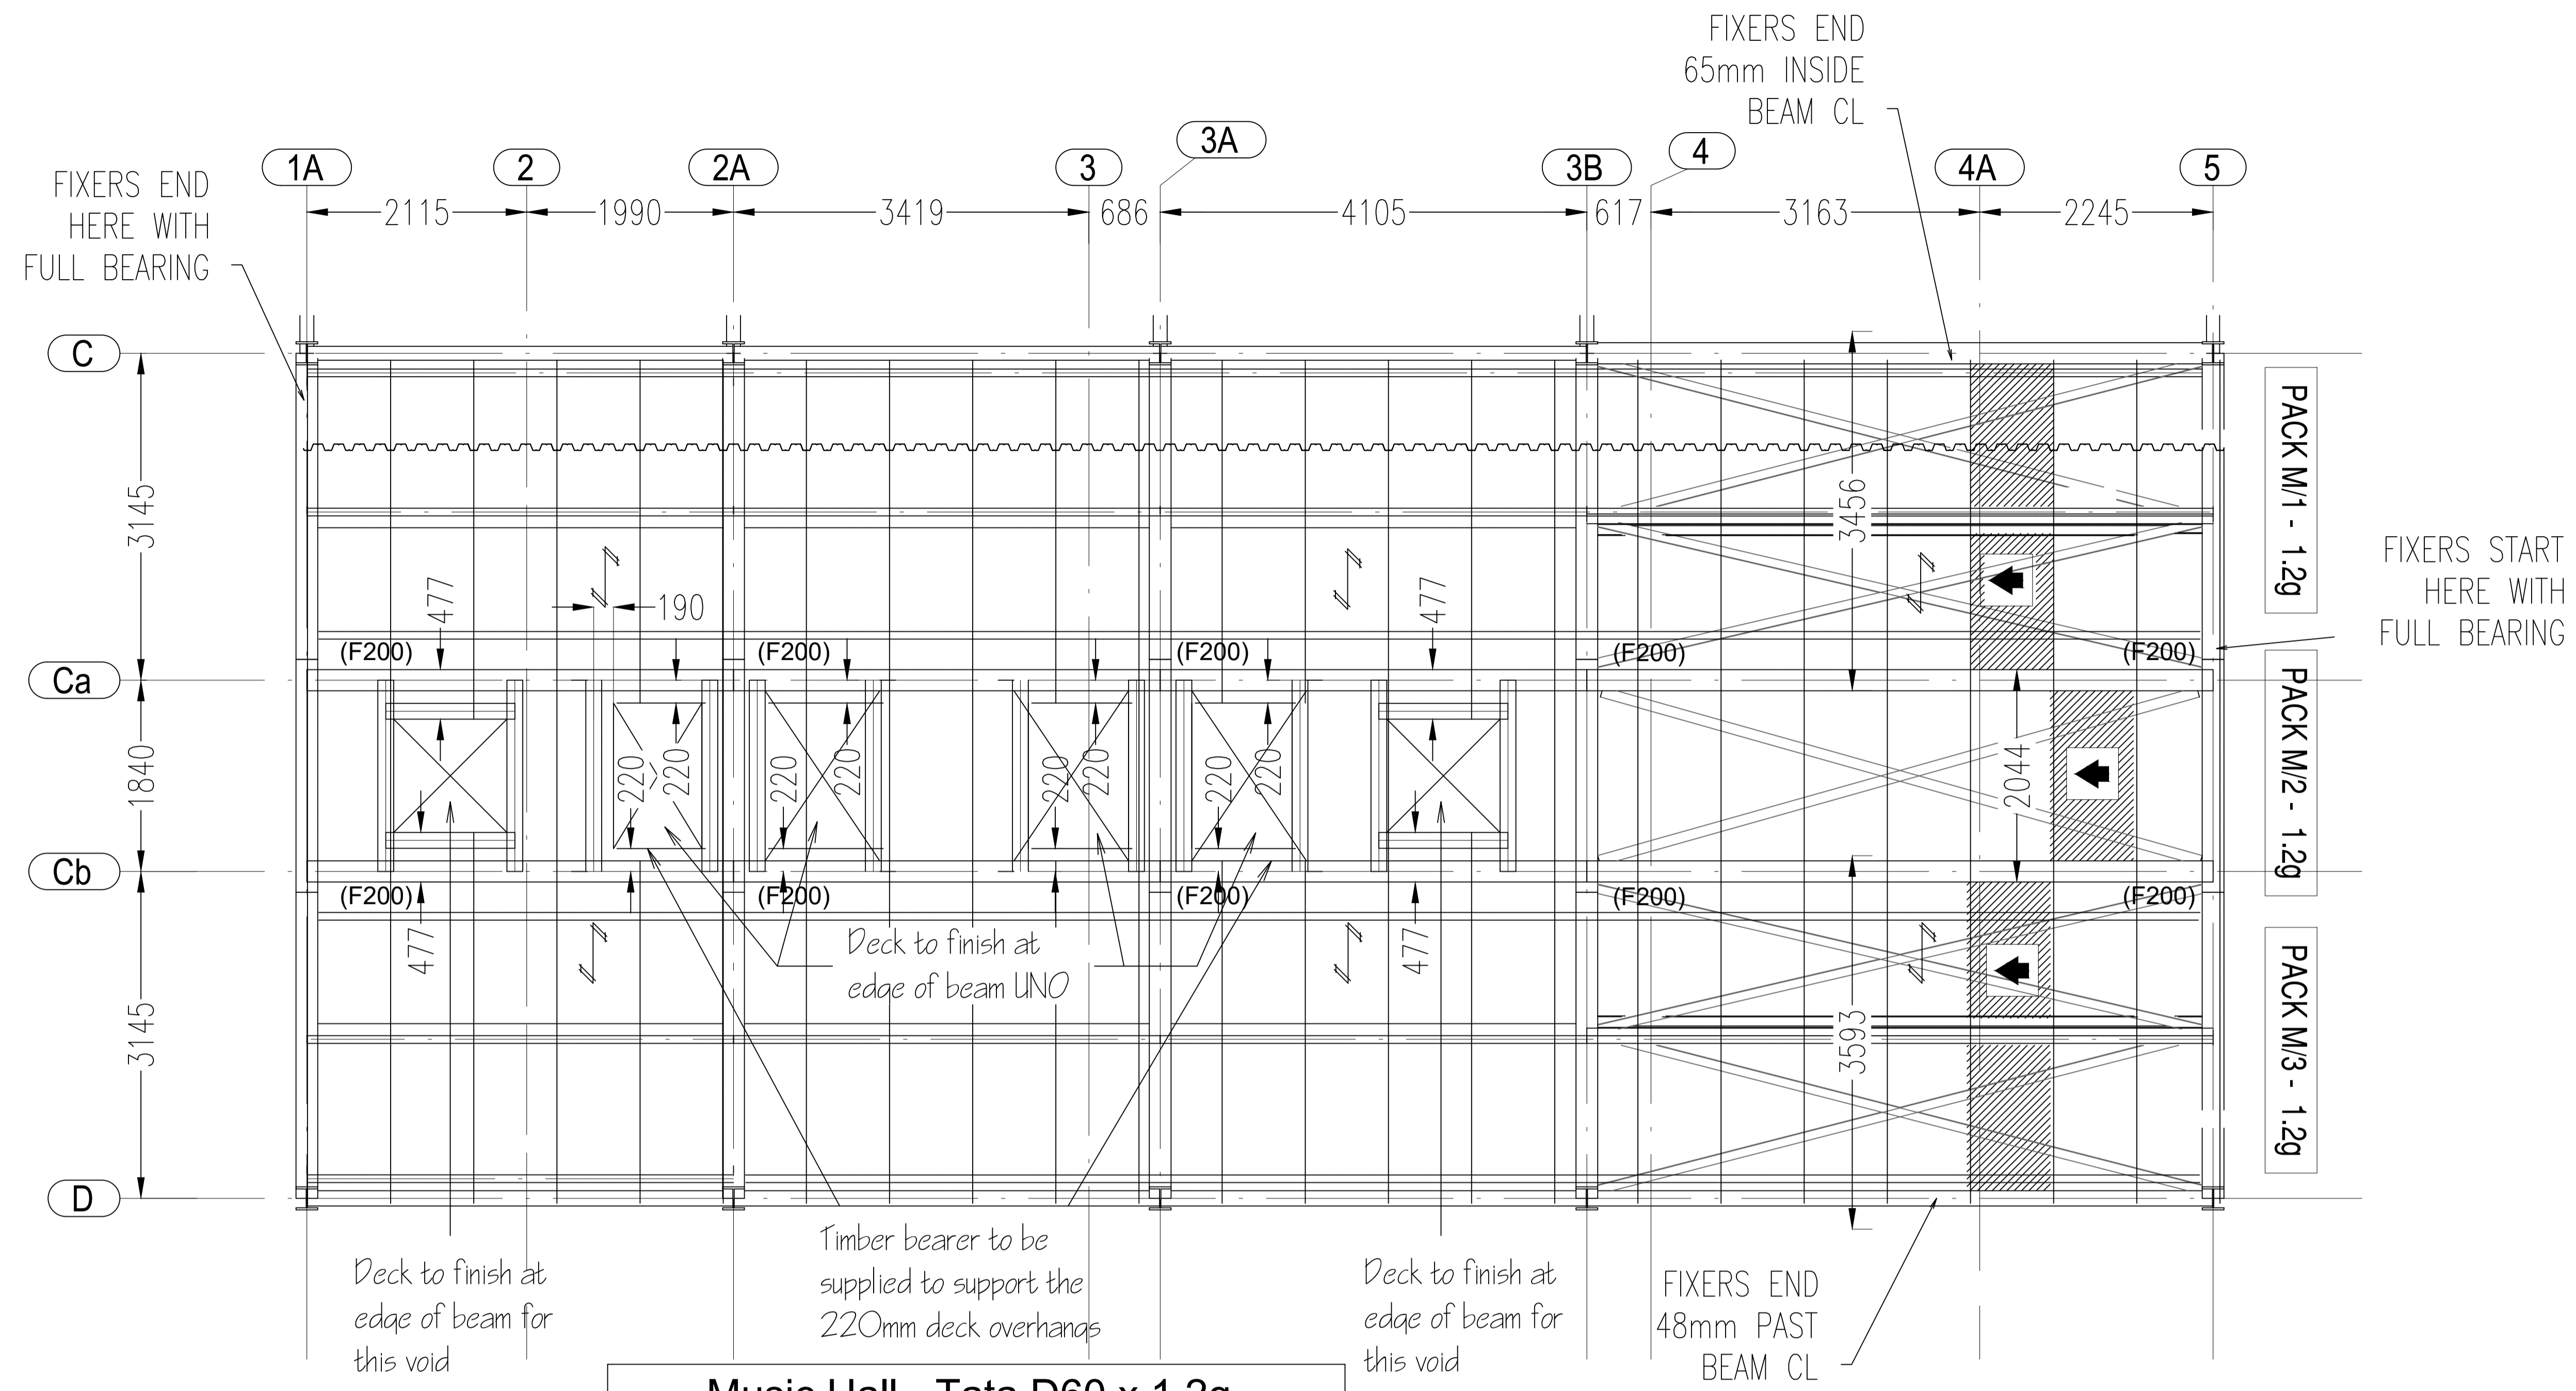 FIXERS END
65mm INSIDE
BEAM CL
FIXERS END
HERE WITH
FULL BEARING
1A
2
2A
3
3A
3B
4
4A
5
2115
1990
3419
686
4105
617
3163
2245
C
Ca
Cb
D
3145
1840
3145
PACK M/1 - 1.2g
PACK M/2 - 1.2g
PACK M/3 - 1.2g
FIXERS START
HERE WITH
FULL BEARING
3456
2044
3593
477
190
477
(F200)
(F200)
(F200)
(F200)
(F200)
220
220
220
220
220
220
220
220
(F200)
(F200)
(F200)
(F200)
(F200)
477
477
Deck to finish at
edge of beam UNO
Deck to finish at
edge of beam for
this void
Timber bearer to be
supplied to support the
220mm deck overhangs
Deck to finish at
edge of beam for
this void
FIXERS END
48mm PAST
BEAM CL
Music Hall - Tata D60 x 1.2g